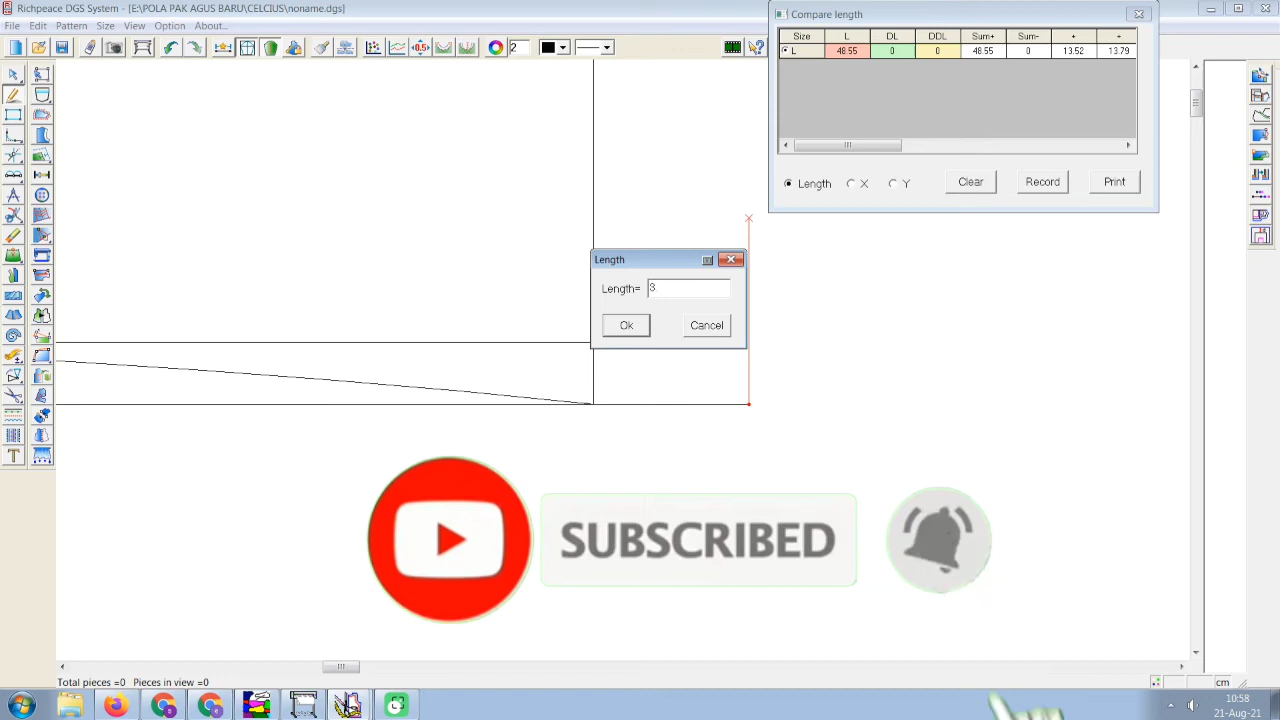 Richpeace DGS System - [E:\POLA PAK AGUS BARU\CELCIUS\noname.dgs]
File Edit Pattern Size View Option About..
2
Compare length
Size L DL DDL Sum+ Sum- + +
L 48.55 0 0 48.55 0 13.52 13.79
Length X Y Clear Record Print
Length
Length= 3
Ok Cancel
SUBSCRIBED
Total pieces =0 Pieces in view =0 cm
10:58
21-Aug-21